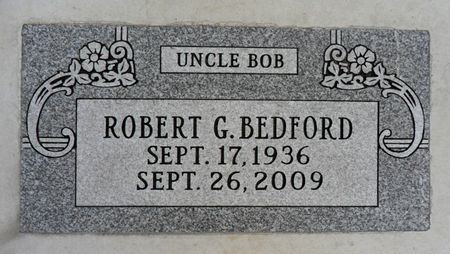 UNCLE BOB
ROBERT G. BEDFORD
SEPT. 17, 1936
SEPT. 26, 2009